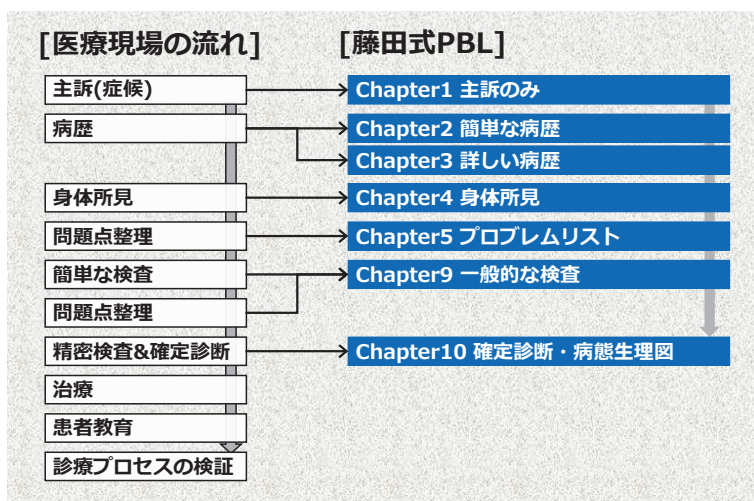 [医療現場の流れ]
[藤田式PBL]
主訴(症候)
Chapter1 主訴のみ
病歴
Chapter2 簡単な病歴
Chapter3 詳しい病歴
身体所見
Chapter4 身体所見
問題点整理
Chapter5 プロブレムリスト
簡単な検査
Chapter9 一般的な検査
問題点整理
精密検査&確定診断
Chapter10 確定診断・病態生理図
治療
患者教育
診療プロセスの検証